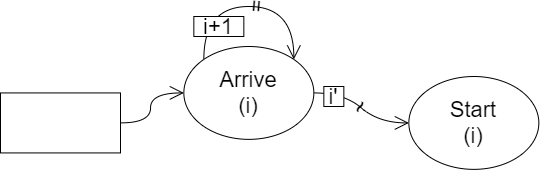 i+1
Arrive
(i)
i'
Start
(i)